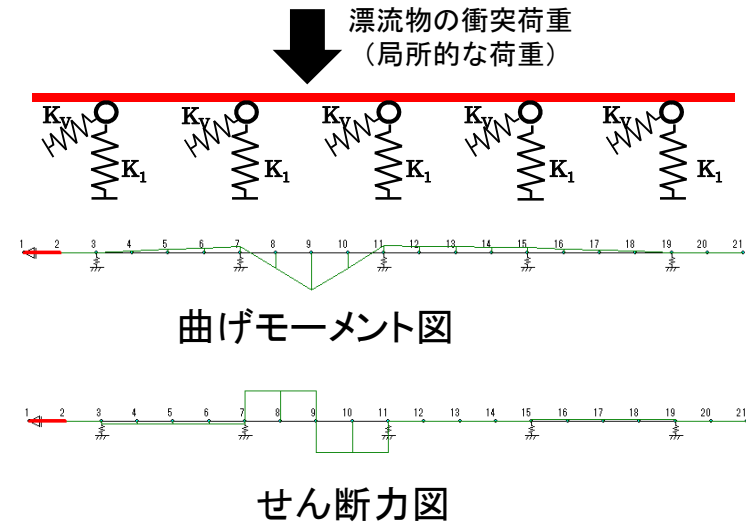 漂流物の衝突荷重
(局所的な荷重)
KV KV KV KV KV
K1 K1 K1 K1 K1
1 2 3 4 5 6 7 8 9 10 11 12 13 14 15 16 17 18 19 20 21
曲げモーメント図
1 2 3 4 5 6 7 8 9 10 11 12 13 14 15 16 17 18 19 20 21
せん断力図